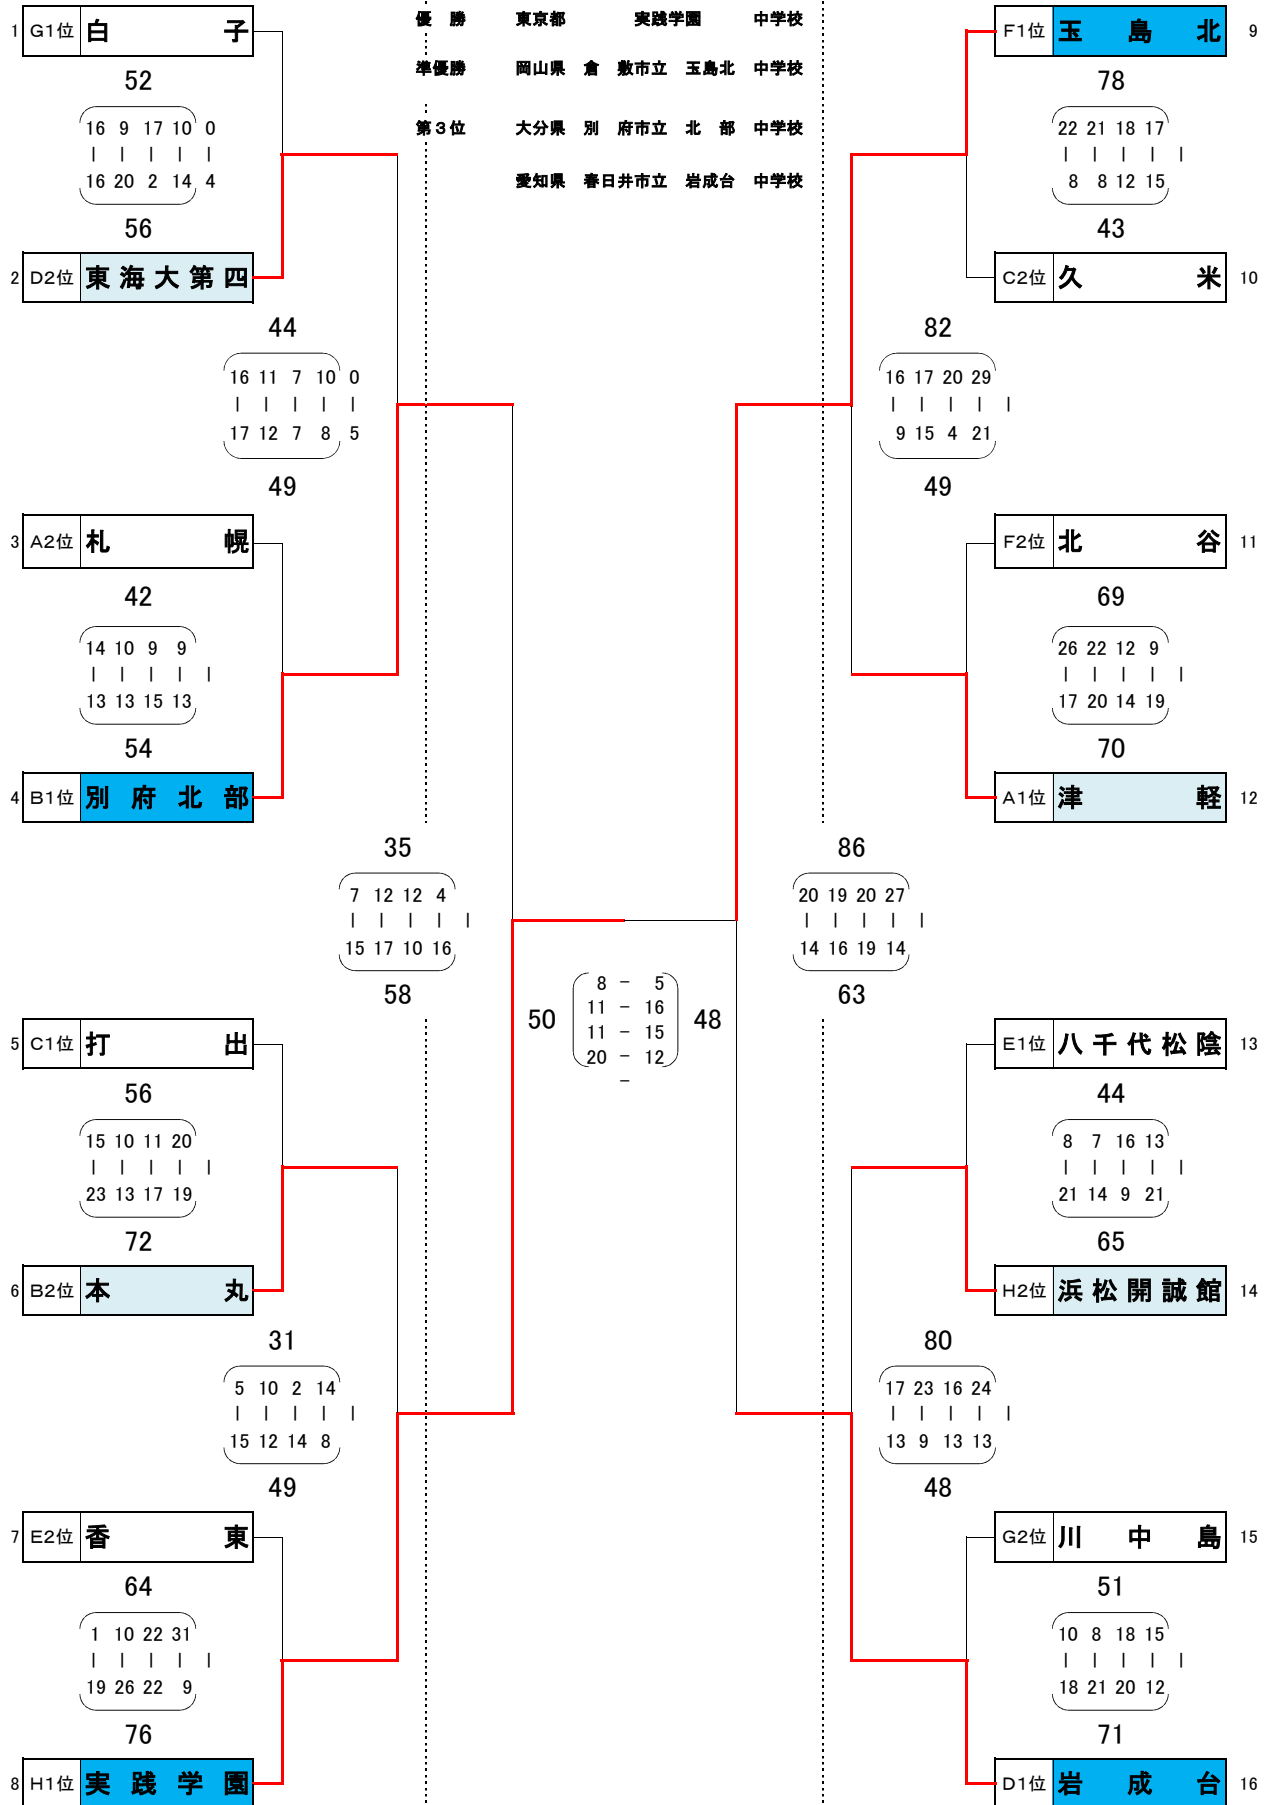 優　勝　東京都　実践学園　中学校
準優勝　岡山県　倉　敷市立　玉島北　中学校
第３位　大分県　別　府市立　北　部　中学校
愛知県　春日井市立　岩成台　中学校
1 G1位 白子
52
16 9 17 10 0
| | | | |
16 20 2 14 4
56
2 D2位 東海大第四
44
16 11 7 10 0
| | | | |
17 12 7 8 5
49
3 A2位 札幌
42
14 10 9 9
| | | | |
13 13 15 13
54
4 B1位 別府北部
35
7 12 12 4
| | | | |
15 17 10 16
58
5 C1位 打出
56
15 10 11 20
| | | | |
23 13 17 19
72
6 B2位 本丸
31
5 10 2 14
| | | | |
15 12 14 8
49
7 E2位 香東
64
1 10 22 31
| | | | |
19 26 22 9
76
8 H1位 実践学園
8 - 5
11 - 16
50 48
11 - 15
20 - 12
-
F1位 玉島北 9
78
22 21 18 17
| | | | |
8 8 12 15
43
C2位 久米 10
82
16 17 20 29
| | | | |
9 15 4 21
49
F2位 北谷 11
69
26 22 12 9
| | | | |
17 20 14 19
70
A1位 津軽 12
86
20 19 20 27
| | | | |
14 16 19 14
63
E1位 八千代松陰 13
44
8 7 16 13
| | | | |
21 14 9 21
65
H2位 浜松開誠館 14
80
17 23 16 24
| | | | |
13 9 13 13
48
G2位 川中島 15
51
10 8 18 15
| | | | |
18 21 20 12
71
D1位 岩成台 16